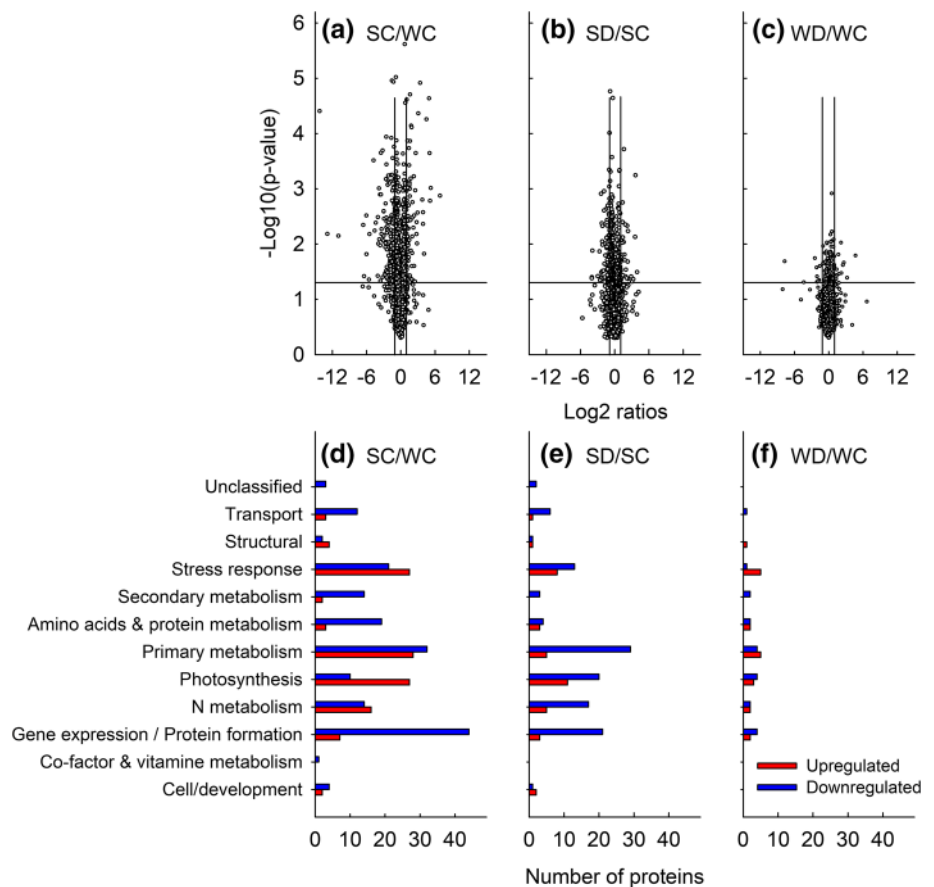 (a) SC/WC
(b) SD/SC
(c) WD/WC
-Log10(p-value)
6
5
4
3
2
1
0
-12 -6 0 6 12
-12 -6 0 6 12
-12 -6 0 6 12
Log2 ratios
(d) SC/WC
(e) SD/SC
(f) WD/WC
Unclassified
Transport
Structural
Stress response
Secondary metabolism
Amino acids & protein metabolism
Primary metabolism
Photosynthesis
N metabolism
Gene expression / Protein formation
Co-factor & vitamine metabolism
Cell/development
Upregulated
Downregulated
0 10 20 30 40
0 10 20 30 40
0 10 20 30 40
Number of proteins